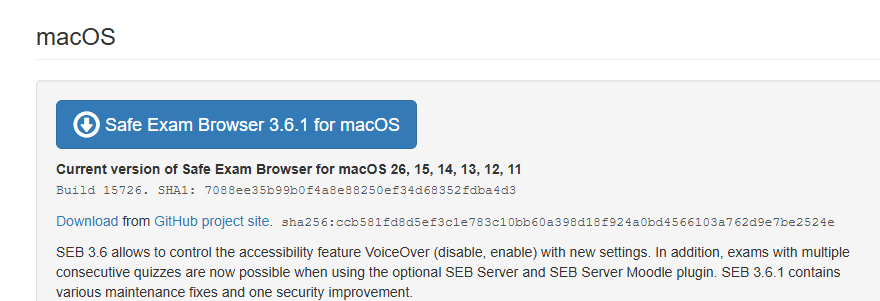 macOS
Safe Exam Browser 3.6.1 for macOS
Current version of Safe Exam Browser for macOS 26, 15, 14, 13, 12, 11
Build 15726. SHA1: 7088ee35b99b0f4a8e88250ef34d68352fdba4d3
Download from GitHub project site. sha256:ccb581fd8d5ef3c1e783c10bb60a398d18f924a0bd4566103a762d9e7be2524e
SEB 3.6 allows to control the accessibility feature VoiceOver (disable, enable) with new settings. In addition, exams with multiple
consecutive quizzes are now possible when using the optional SEB Server and SEB Server Moodle plugin. SEB 3.6.1 contains
various maintenance fixes and one security improvement.